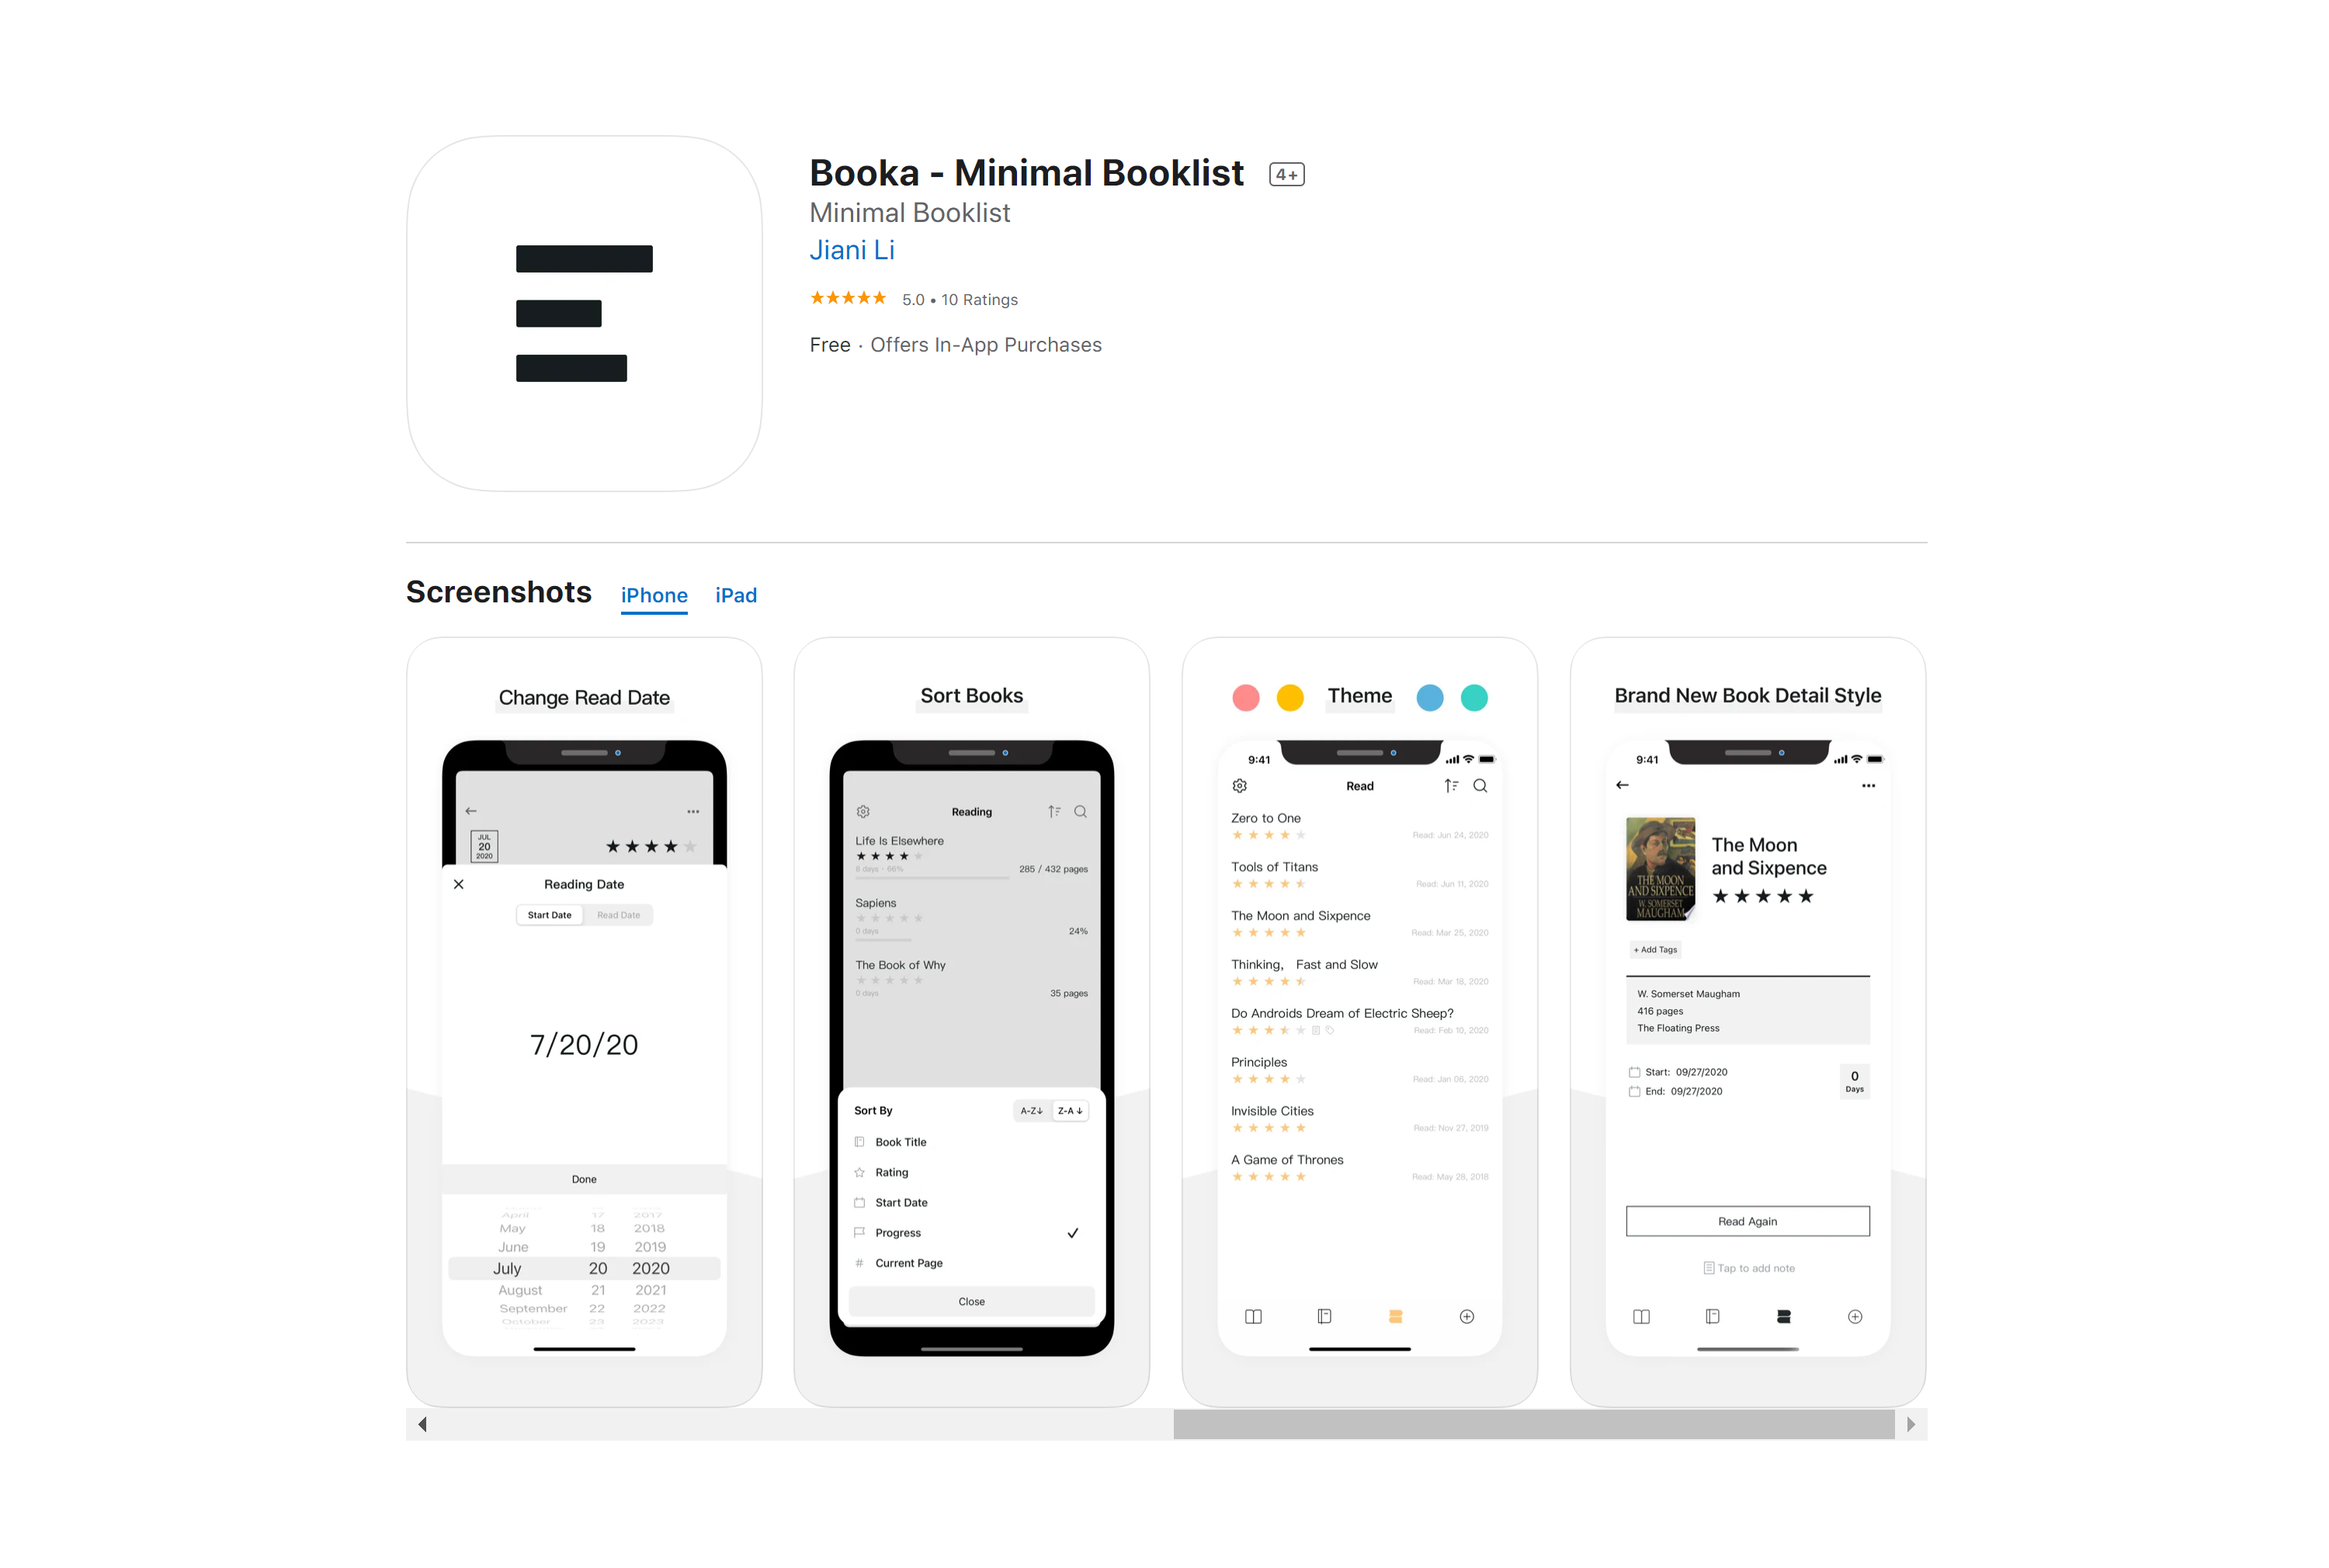 Booka - Minimal Booklist 4+
Minimal Booklist
Jiani Li
★★★★★ 5.0 • 10 Ratings
Free · Offers In-App Purchases
Screenshots iPhone iPad
Change Read Date
JUL
20
2020
Reading Date
Start Date Read Date
7/20/20
Done
April 17 2017
May 18 2018
June 19 2019
July 20 2020
August 21 2021
September 22 2022
October 23 2023
Sort Books
Reading
Life Is Elsewhere
8 days · 66% 285 / 432 pages
Sapiens
0 days 24%
The Book of Why
0 days 35 pages
Sort By A-Z↓ Z-A↓
Book Title
Rating
Start Date
Progress
# Current Page
Close
Theme
9:41
Read
Zero to One
Read: Jun 24, 2020
Tools of Titans
Read: Jun 11, 2020
The Moon and Sixpence
Read: Mar 25, 2020
Thinking, Fast and Slow
Read: Mar 18, 2020
Do Androids Dream of Electric Sheep?
Read: Feb 10, 2020
Principles
Read: Jan 06, 2020
Invisible Cities
Read: Nov 27, 2019
A Game of Thrones
Read: May 28, 2018
Brand New Book Detail Style
9:41
THE MOON
AND SIXPENCE
W. SOMERSET
MAUGHAM
The Moon
and Sixpence
+ Add Tags
W. Somerset Maugham
416 pages
The Floating Press
Start: 09/27/2020
End: 09/27/2020
0
Days
Read Again
Tap to add note